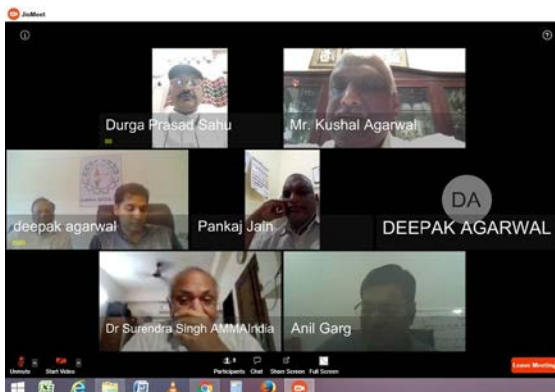 JioMeet
Durga Prasad Sahu
Mr. Kushal Agarwal
deepak agarwal
Pankaj Jain
DA
DEEPAK AGARWAL
Dr Surendra Singh AMMAIndia
Anil Garg
Unmute
Start Video
Participants
Chat
Share Screen
Full Screen
Leave Meeting